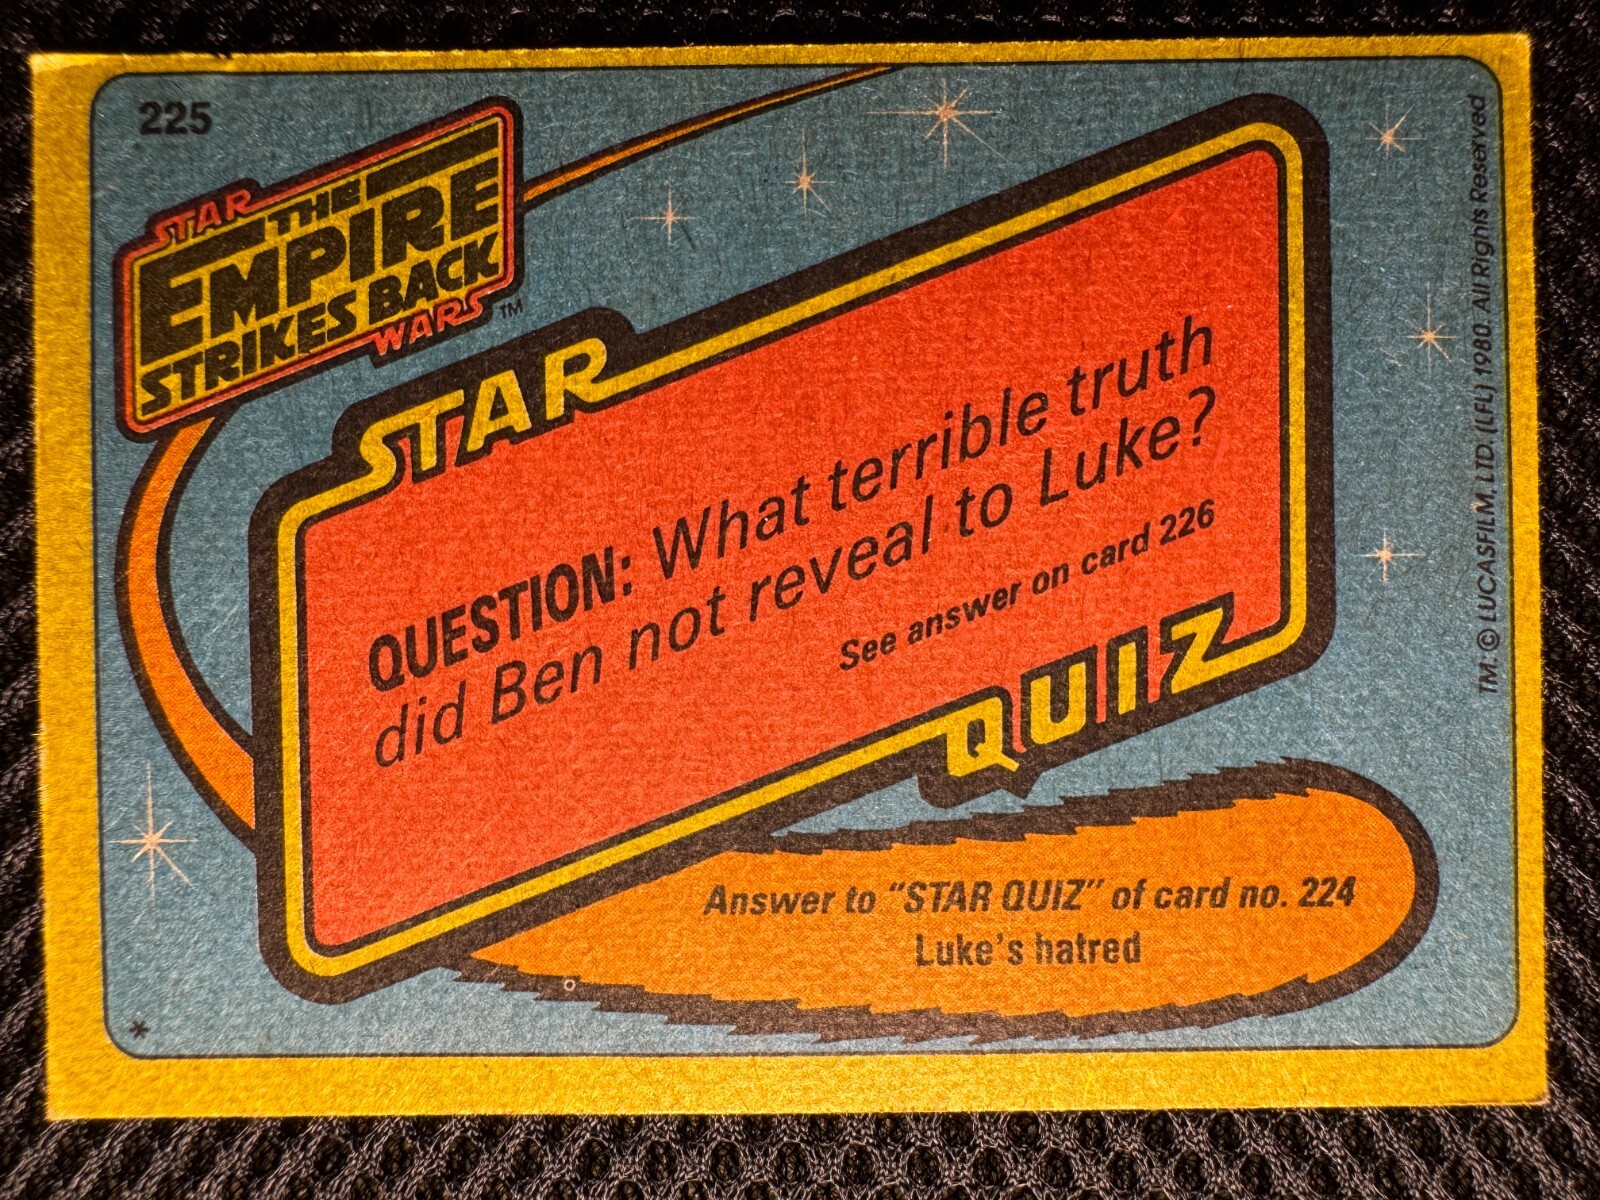 225
STAR
THE
EMPIRE
STRIKES BACK
WARS™
STAR
QUESTION: What terrible truth
did Ben not reveal to Luke?
See answer on card 226
QUIZ
Answer to "STAR QUIZ" of card no. 224
Luke's hatred
*
TM: © LUCASFILM, LTD (LFL) 1980. All Rights Reserved